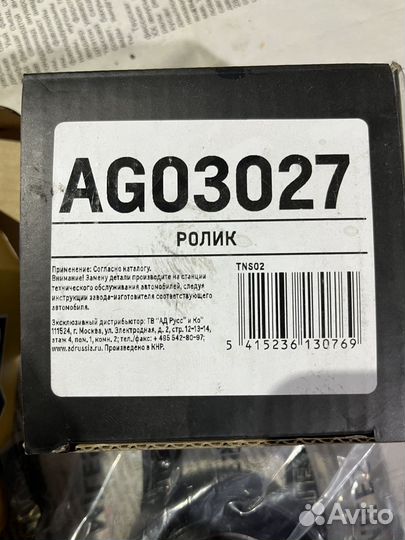 AG03027
РОЛИК
Применение: Согласно каталогу.
Внимание! Замену детали производите на станции
технического обслуживания автомобилей, следуя
инструкции завода-изготовителя соответствующего
автомобиля.
Эксклюзивный дистрибьютор: ТВ "АД Русс" и Ко"
111524, г. Москва, ул. Электродная, д. 2, стр. 12-13-14,
этаж 4, пом. 1, комн. 2; тел./факс: + 495 542-80-97;
www.adrussia.ru. Произведено в КНР.
TNS02
5 415236 130769
Avito